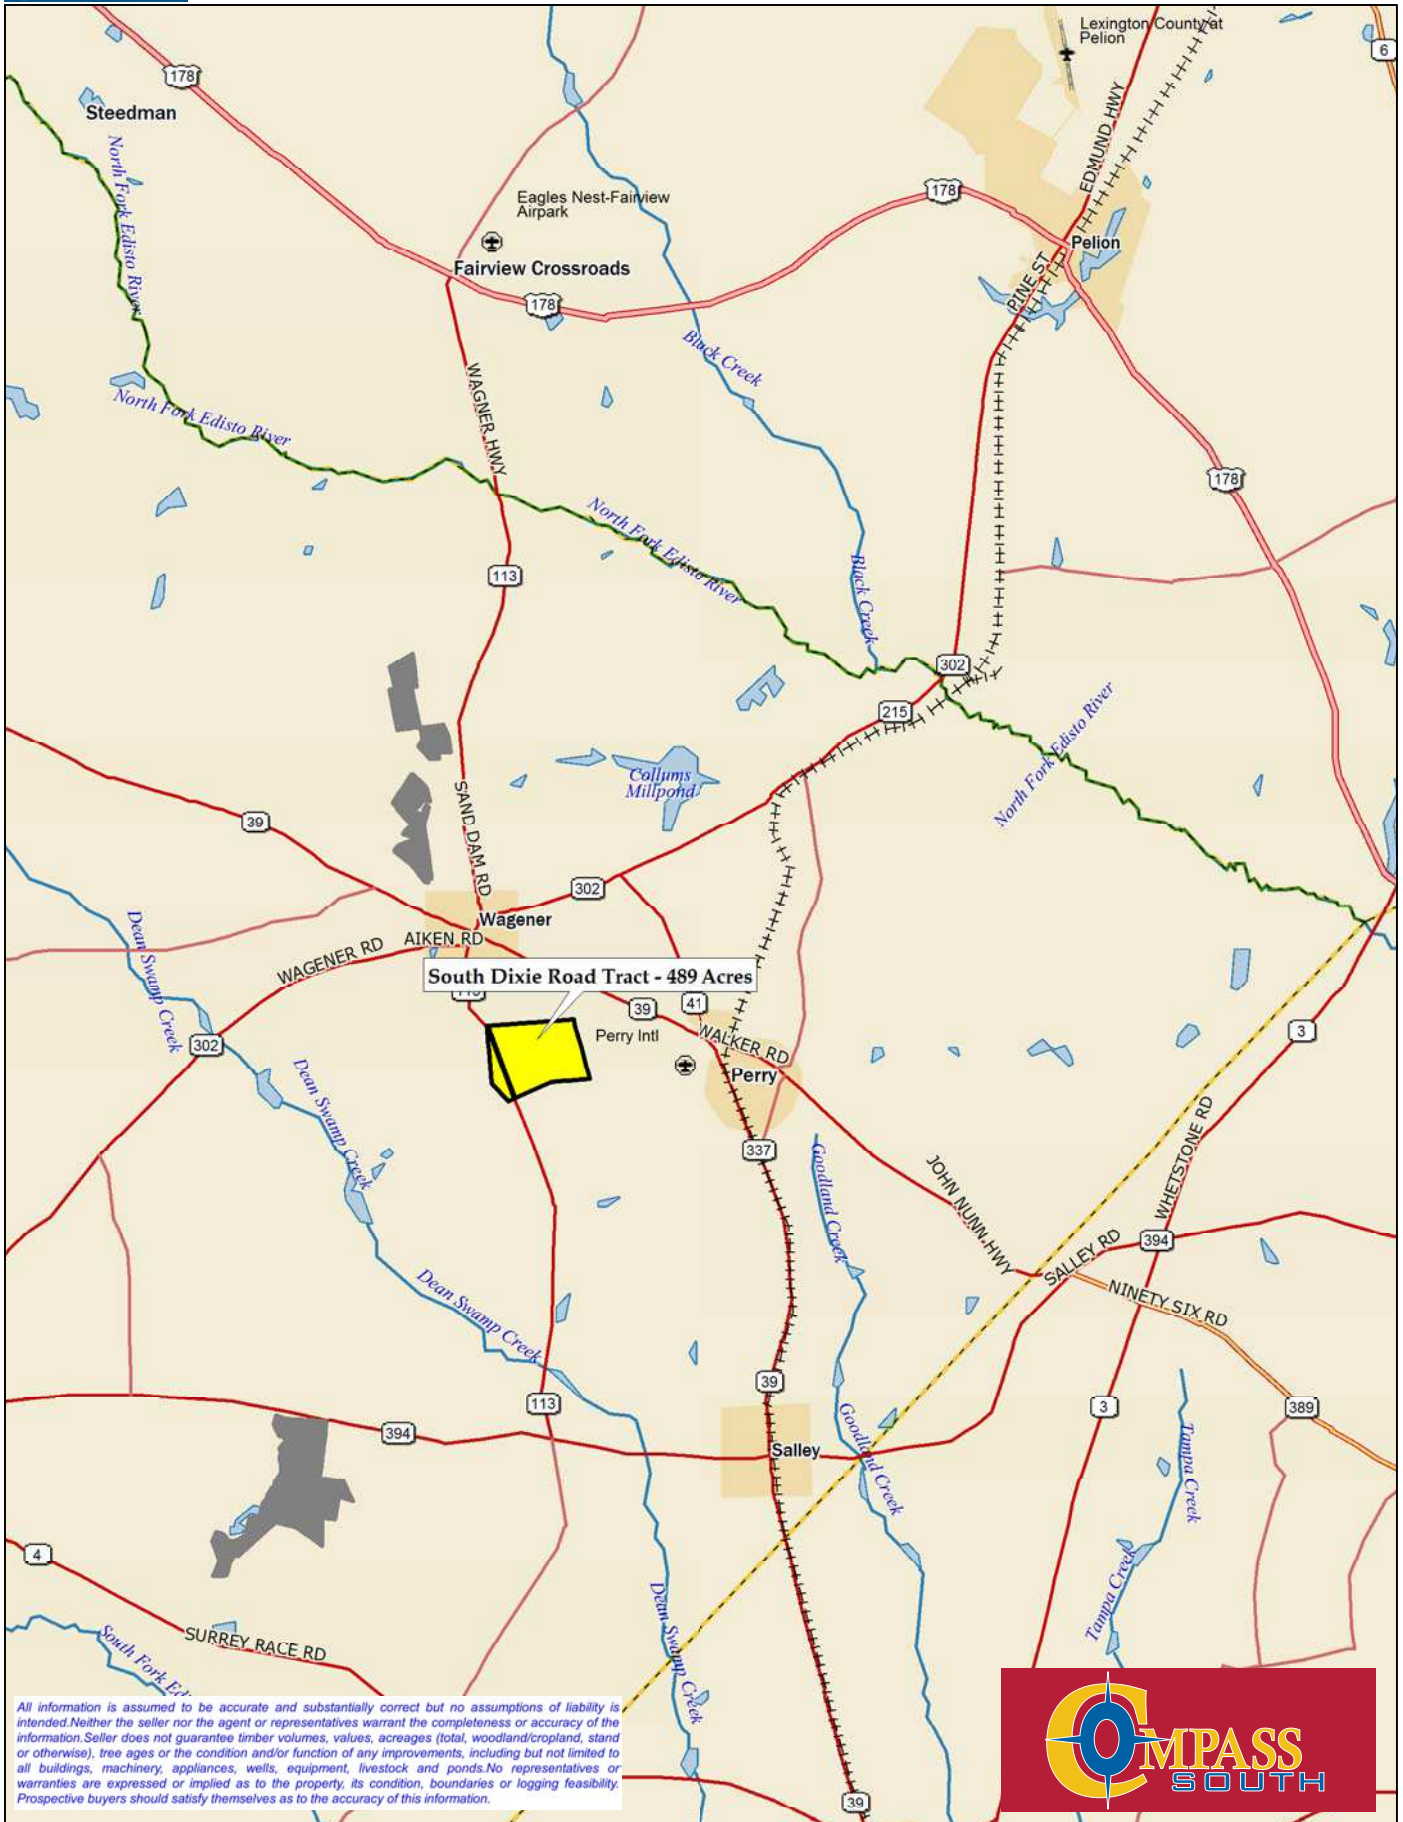 Lexington County at
Pelion
6
178
Steedman
EDMUND HWY
North Fork Edisto River
178
Eagles Nest-Fairview
Airpark
Pelion
Fairview Crossroads
PINE ST
178
Black Creek
WAGNER HWY
North Fork Edisto River
178
North Fork Edisto River
Black Creek
113
302
215
North Fork Edisto River
Collums
Millpond
SAND DAM RD
39
302
Wagener
Dean Swamp Creek
AIKEN RD
WAGENER RD
South Dixie Road Tract - 489 Acres
41
39
Perry Intl
WALKER RD
3
302
Perry
Dean Swamp Creek
WHETSTONE RD
337
Goodland Creek
JOHN NUNN HWY
394
SALLEY RD
Dean Swamp Creek
NINETY SIX RD
39
113
3
389
394
Goodland Creek
Salley
Tampa Creek
4
Tampa Creek
Dean Swamp Creek
SURREY RACE RD
South Fork Edi
All information is assumed to be accurate and substantially correct but no assumptions of liability is
intended.Neither the seller nor the agent or representatives warrant the completeness or accuracy of the
information.Seller does not guarantee timber volumes, values, acreages (total, woodland/cropland, stand
or otherwise), tree ages or the condition and/or function of any improvements, including but not limited to
all buildings, machinery, appliances, wells, equipment, livestock and ponds.No representatives or
warranties are expressed or implied as to the property, its condition, boundaries or logging feasibility.
Prospective buyers should satisfy themselves as to the accuracy of this information.
COMPASS
SOUTH
39